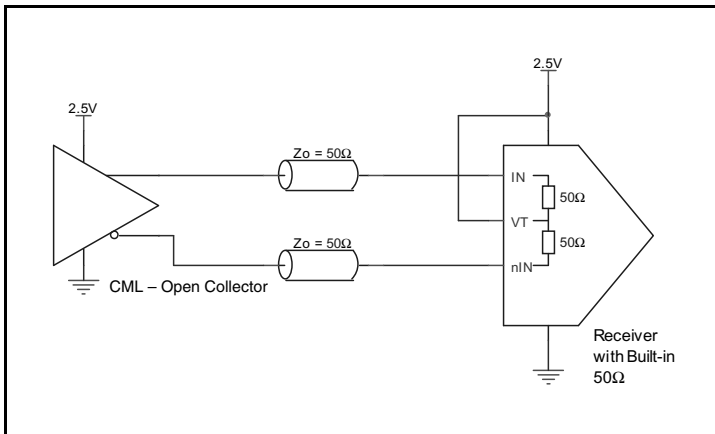 2.5V
2.5V
Zo = 50Ω
IN
50Ω
VT
50Ω
Zo = 50Ω
nIN
CML – Open Collector
Receiver
with Built-in
50Ω